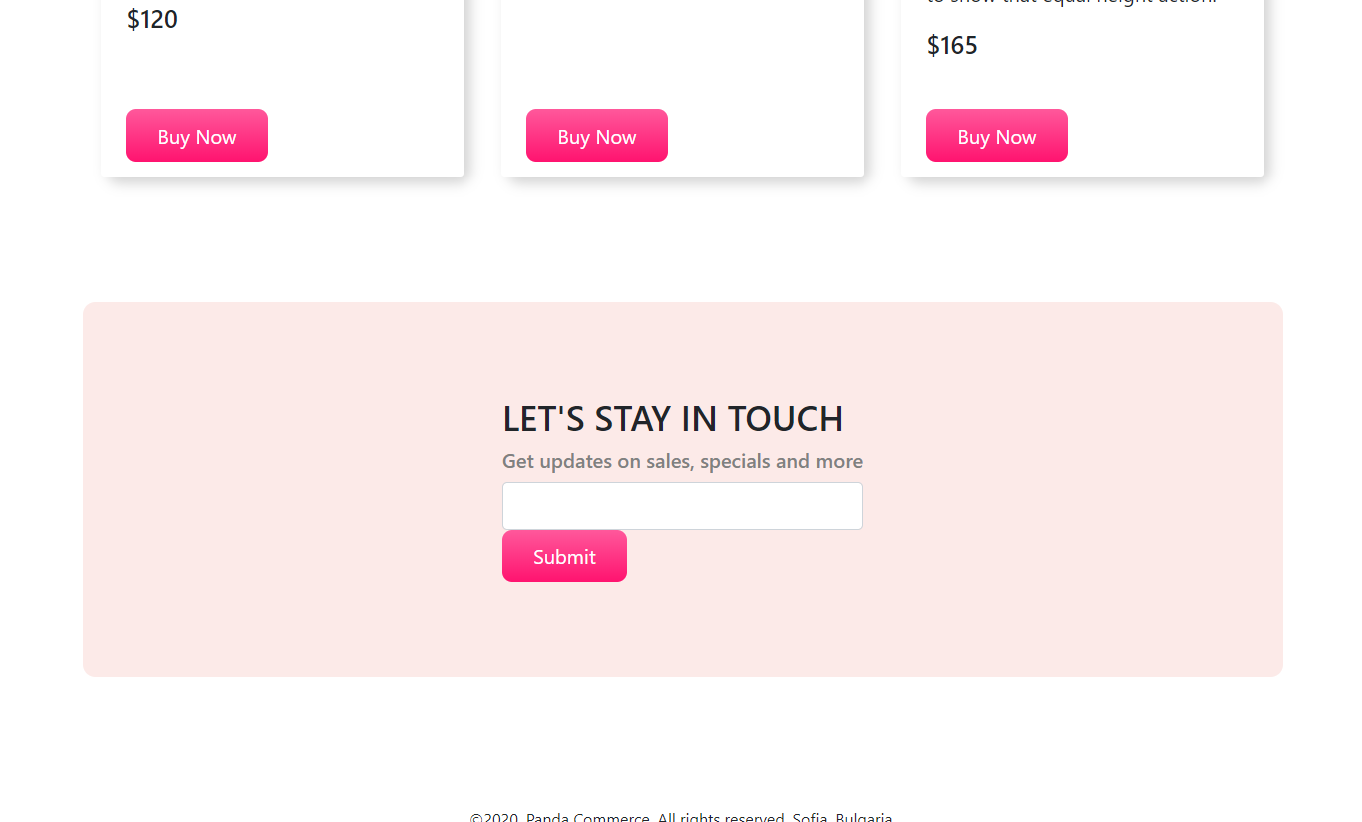 to show that equal height action.
$120
$165
Buy Now
Buy Now
Buy Now
LET'S STAY IN TOUCH
Get updates on sales, specials and more
Submit
©2020, Panda Commerce, All rights reserved, Sofia, Bulgaria